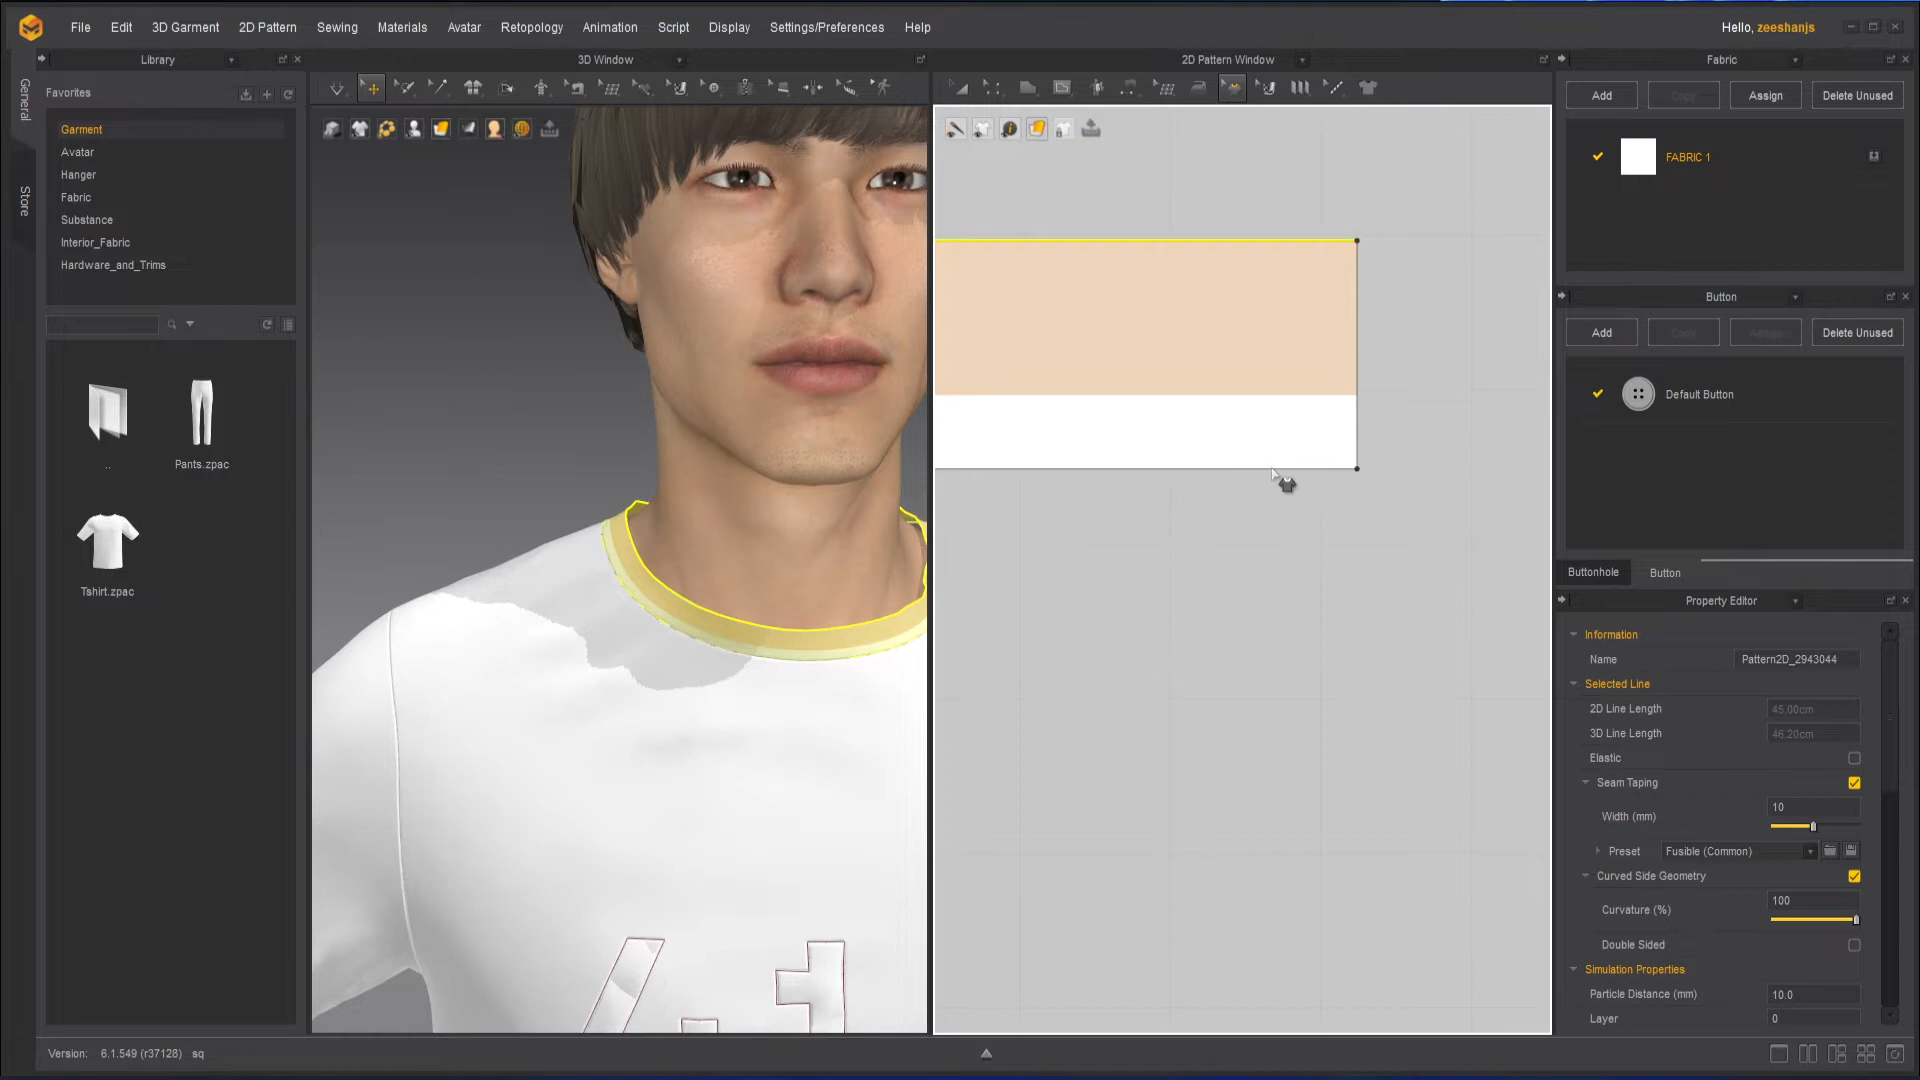 File Edit 3D Garment 2D Pattern Sewing Materials Avatar Retopology Animation Script Display Settings/Preferences Help
Hello, zeeshanjs
Library
3D Window
2D Pattern Window
Fabric
General
Store
Favorites
Garment
Avatar
Hanger
Fabric
Substance
Interior_Fabric
Hardware_and_Trims
..
Pants.zpac
Tshirt.zpac
Add Copy Assign Delete Unused
FABRIC 1
Button
Add Copy Assign Delete Unused
Default Button
Buttonhole Button
Property Editor
Information
Name Pattern2D_2943044
Selected Line
2D Line Length 45.00cm
3D Line Length 46.20cm
Elastic
Seam Taping
Width (mm) 10
Preset Fusible (Common)
Curved Side Geometry
Curvature (%) 100
Double Sided
Simulation Properties
Particle Distance (mm) 10.0
Layer 0
Version: 6.1.549 (r37128) sq